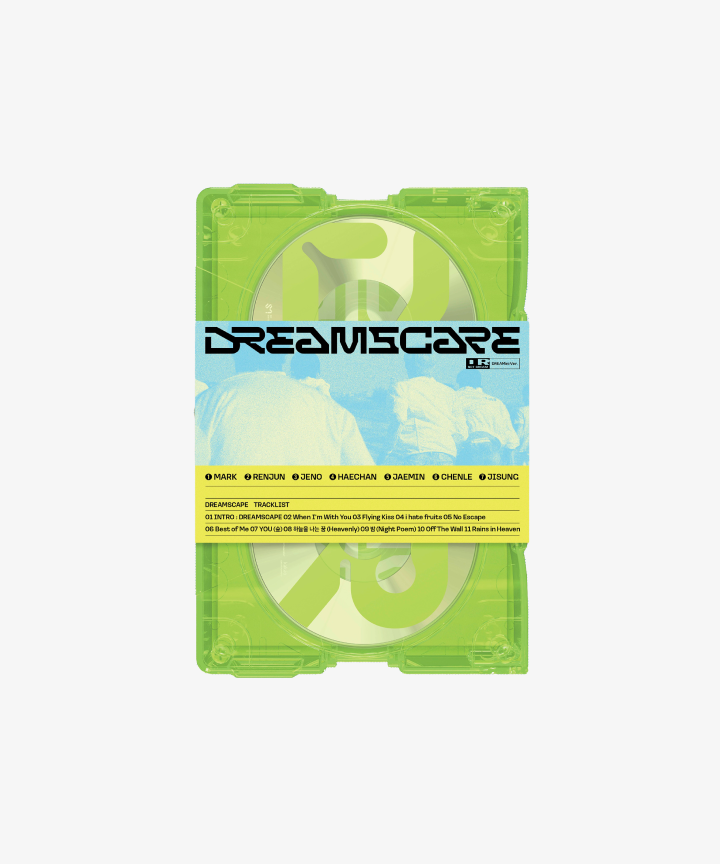 DREAMSCAPE
NCT DREAM DREAMini Ver.
❶ MARK ❷ RENJUN ❸ JENO ❹ HAECHAN ❺ JAEMIN ❻ CHENLE ❼ JISUNG
DREAMSCAPE TRACKLIST
01 INTRO : DREAMSCAPE 02 When I'm With You 03 Flying Kiss 04 i hate fruits 05 No Escape
06 Best of Me 07 YOU (숨) 08 하늘을 나는 꿈 (Heavenly) 09 밤 (Night Poem) 10 Off The Wall 11 Rains in Heaven